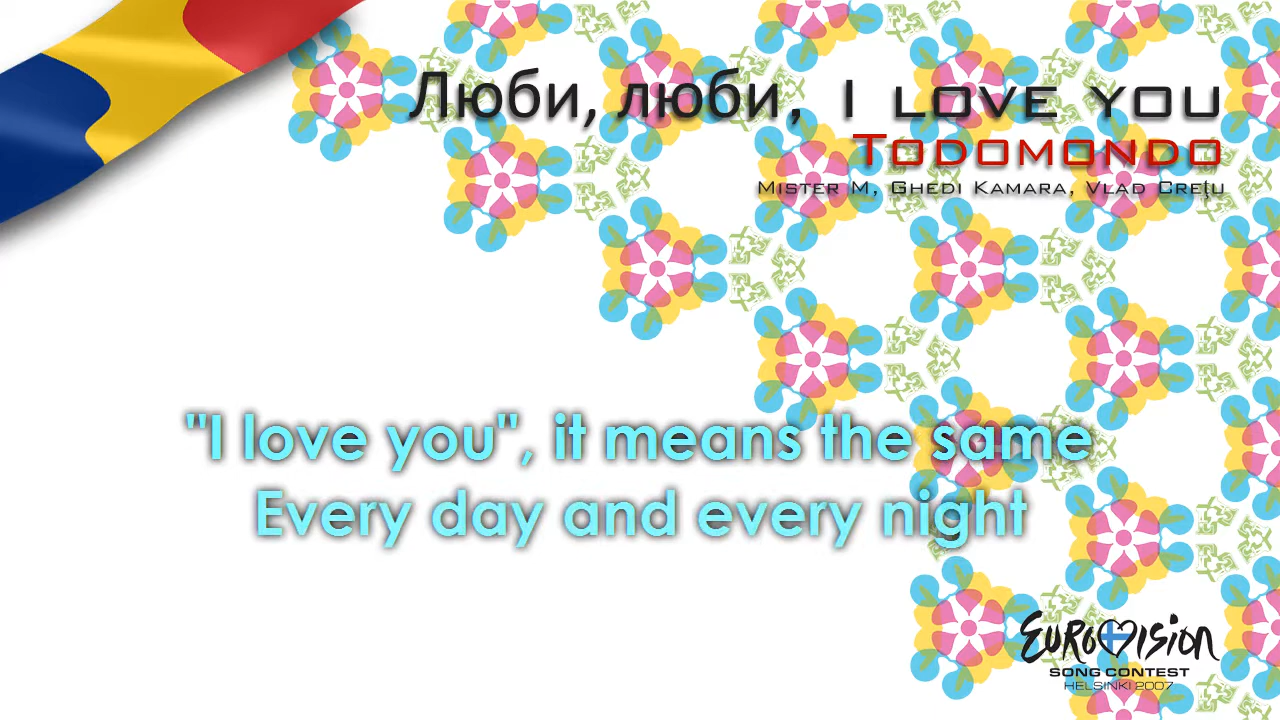 Люби, люби, I LOVE YOU
TODOMONDO
MISTER M, GHEDI KAMARA, VLAD CREȚU
"I love you", it means the same
Every day and every night
EUROVISION
SONG CONTEST
HELSINKI 2007